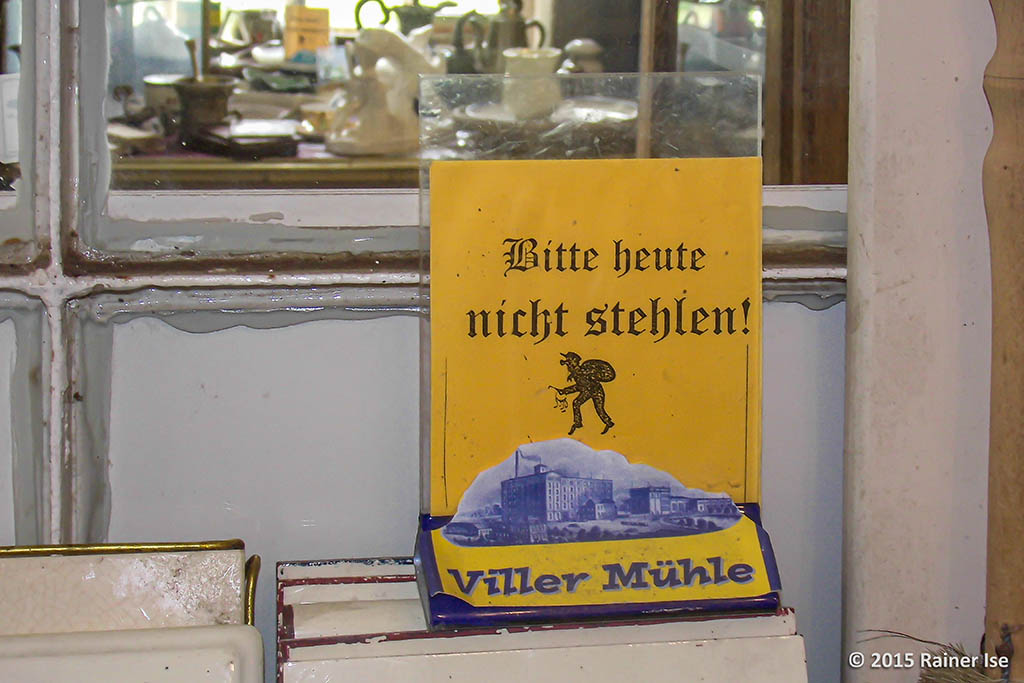 Bitte heute
nicht stehlen!
Viller Mühle
© 2015 Rainer Ise